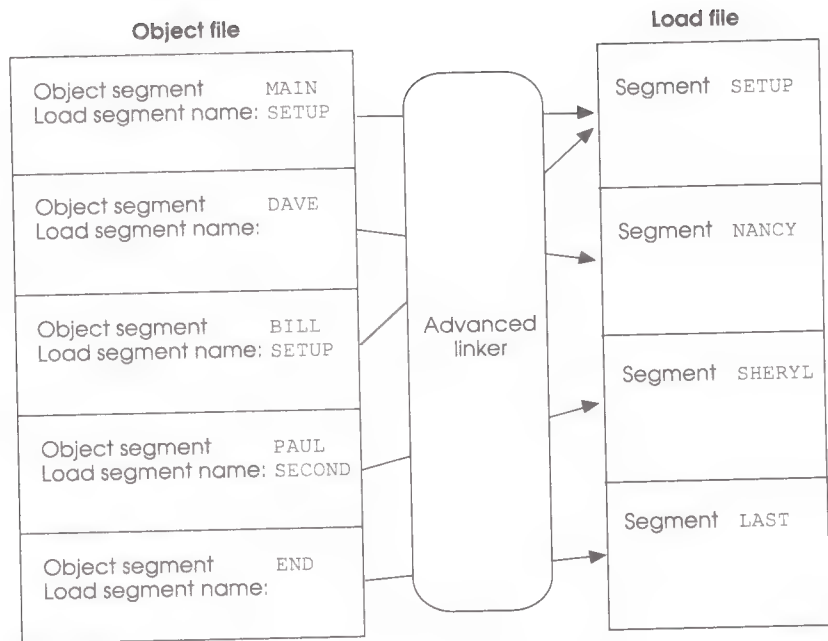 Object file
Object segment MAIN
Load segment name: SETUP
Object segment DAVE
Load segment name:
Object segment BILL
Load segment name: SETUP
Object segment PAUL
Load segment name: SECOND
Object segment END
Load segment name:
Advanced
linker
Load file
Segment SETUP
Segment NANCY
Segment SHERYL
Segment LAST